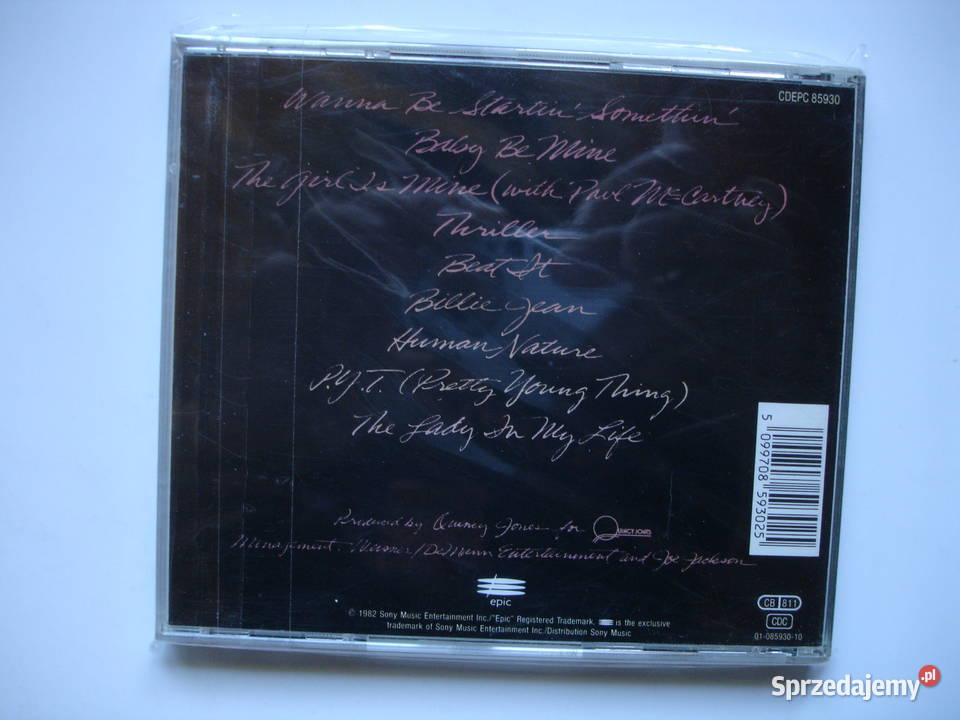 CDEPC 85930
Wanna Be Startin' Somethin'
Baby Be Mine
The Girl Is Mine (with Paul McCartney)
Thriller
Beat It
Billie Jean
Human Nature
P.Y.T. (Pretty Young Thing)
The Lady In My Life
5 099708 593025
Produced by Quincy Jones for QUINCY JONES
Management: Weisner/DeMann Entertainment and Joe Jackson
epic
© 1982 Sony Music Entertainment Inc./"Epic" Registered Trademark, is the exclusive
trademark of Sony Music Entertainment Inc./Distribution Sony Music
CB 811
CDC
01-085930-10
Sprzedajemy.pl